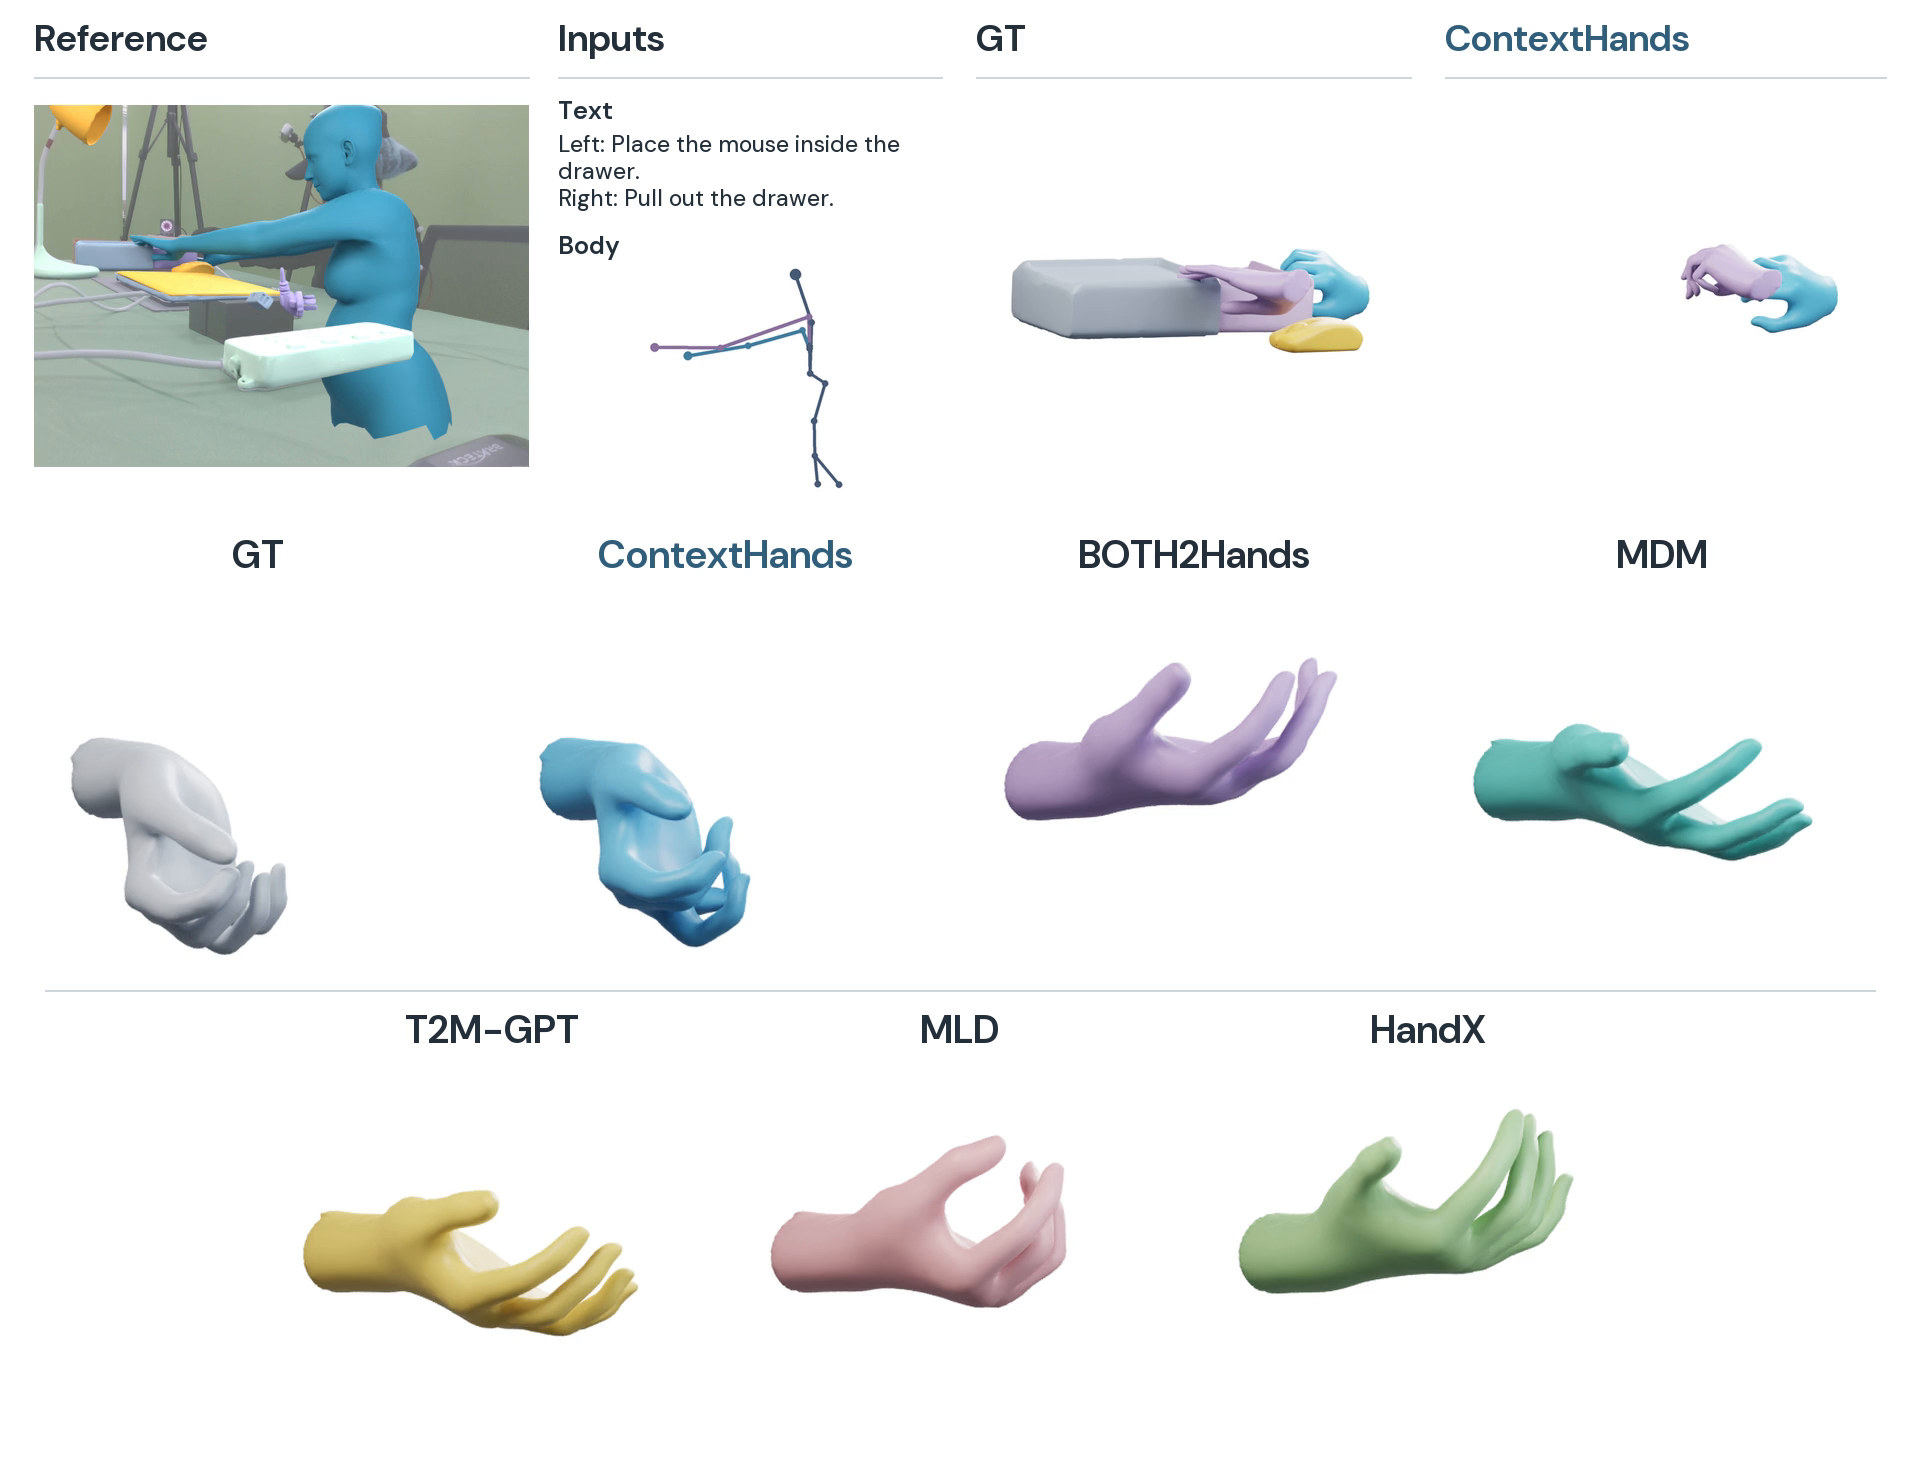 Reference
Inputs
GT
ContextHands
Text
Left: Place the mouse inside the
drawer.
Right: Pull out the drawer.
Body
GT
ContextHands
BOTH2Hands
MDM
T2M-GPT
MLD
HandX